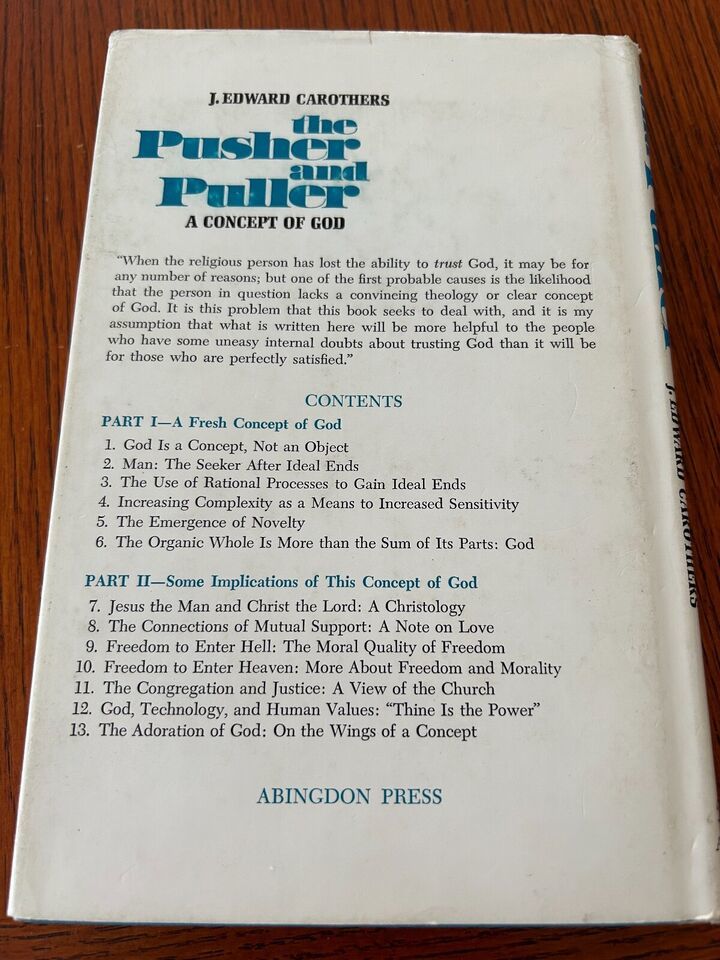 J. EDWARD CAROTHERS
the
Pusher
and
Puller
A CONCEPT OF GOD
"When the religious person has lost the ability to trust God, it may be for
any number of reasons; but one of the first probable causes is the likelihood
that the person in question lacks a convincing theology or clear concept
of God. It is this problem that this book seeks to deal with, and it is my
assumption that what is written here will be more helpful to the people
who have some uneasy internal doubts about trusting God than it will be
for those who are perfectly satisfied."
CONTENTS
PART I—A Fresh Concept of God
1. God Is a Concept, Not an Object
2. Man: The Seeker After Ideal Ends
3. The Use of Rational Processes to Gain Ideal Ends
4. Increasing Complexity as a Means to Increased Sensitivity
5. The Emergence of Novelty
6. The Organic Whole Is More than the Sum of Its Parts: God
PART II—Some Implications of This Concept of God
7. Jesus the Man and Christ the Lord: A Christology
8. The Connections of Mutual Support: A Note on Love
9. Freedom to Enter Hell: The Moral Quality of Freedom
10. Freedom to Enter Heaven: More About Freedom and Morality
11. The Congregation and Justice: A View of the Church
12. God, Technology, and Human Values: "Thine Is the Power"
13. The Adoration of God: On the Wings of a Concept
ABINGDON PRESS
J. EDWARD CAROTHERS